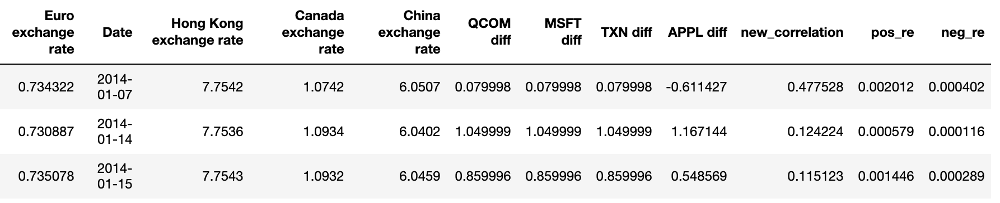 Euro exchange rate Date Hong Kong exchange rate Canada exchange rate China exchange rate QCOM diff MSFT diff TXN diff APPL diff new_correlation pos_re neg_re
0.734322 2014-01-07 7.7542 1.0742 6.0507 0.079998 0.079998 0.079998 -0.611427 0.477528 0.002012 0.000402
0.730887 2014-01-14 7.7536 1.0934 6.0402 1.049999 1.049999 1.049999 1.167144 0.124224 0.000579 0.000116
0.735078 2014-01-15 7.7543 1.0932 6.0459 0.859996 0.859996 0.859996 0.548569 0.115123 0.001446 0.000289